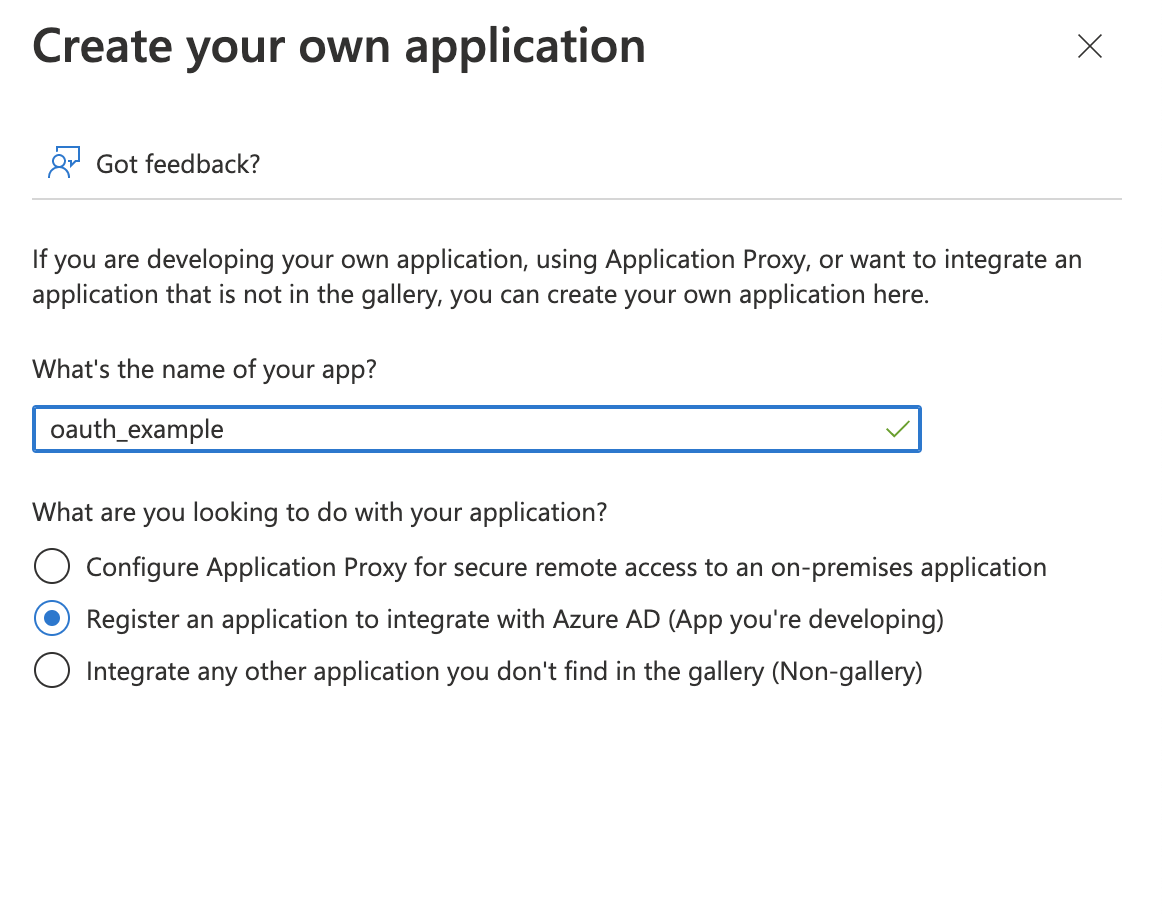 Create your own application
Got feedback?
If you are developing your own application, using Application Proxy, or want to integrate an
application that is not in the gallery, you can create your own application here.
What's the name of your app?
oauth_example
What are you looking to do with your application?
Configure Application Proxy for secure remote access to an on-premises application
Register an application to integrate with Azure AD (App you're developing)
Integrate any other application you don't find in the gallery (Non-gallery)